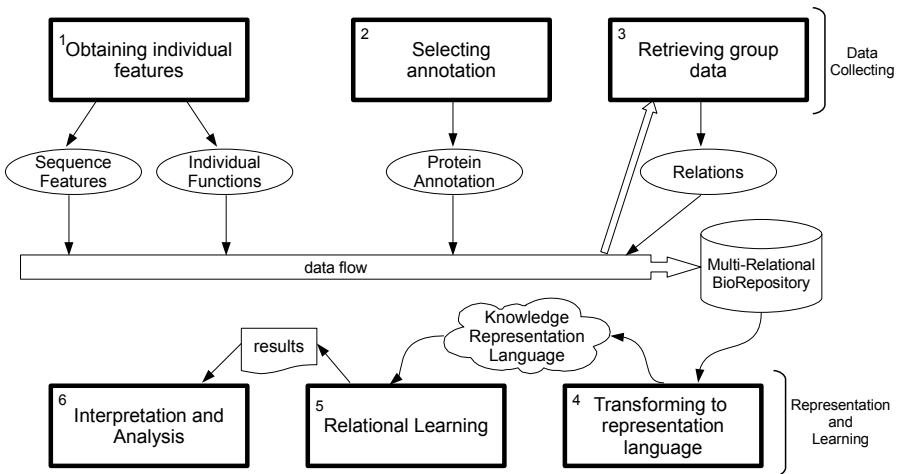 1
Obtaining individual
features
2
Selecting
annotation
3
Retrieving group
data
Data
Collecting
Sequence
Features
Individual
Functions
Protein
Annotation
Relations
data flow
Multi-Relational
BioRepository
Knowledge
Representation
Language
results
6
Interpretation and
Analysis
5
Relational Learning
4
Transforming to
representation
language
Representation
and
Learning